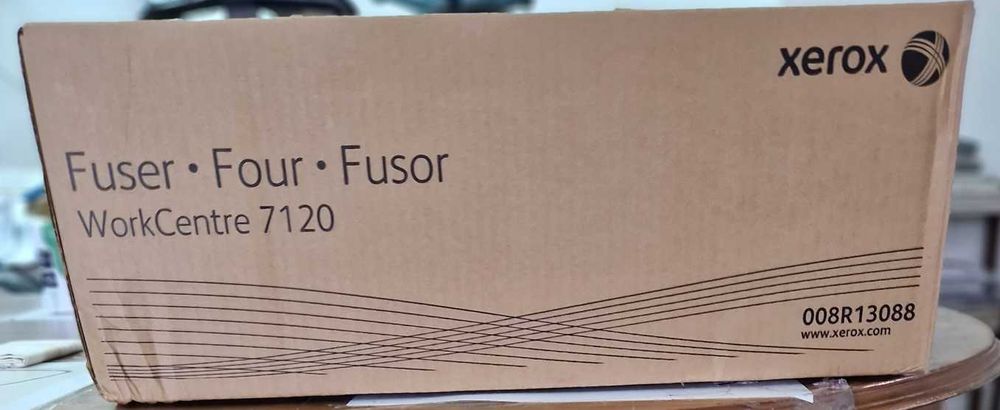 xerox
Fuser • Four • Fusor
WorkCentre 7120
008R13088
www.xerox.com